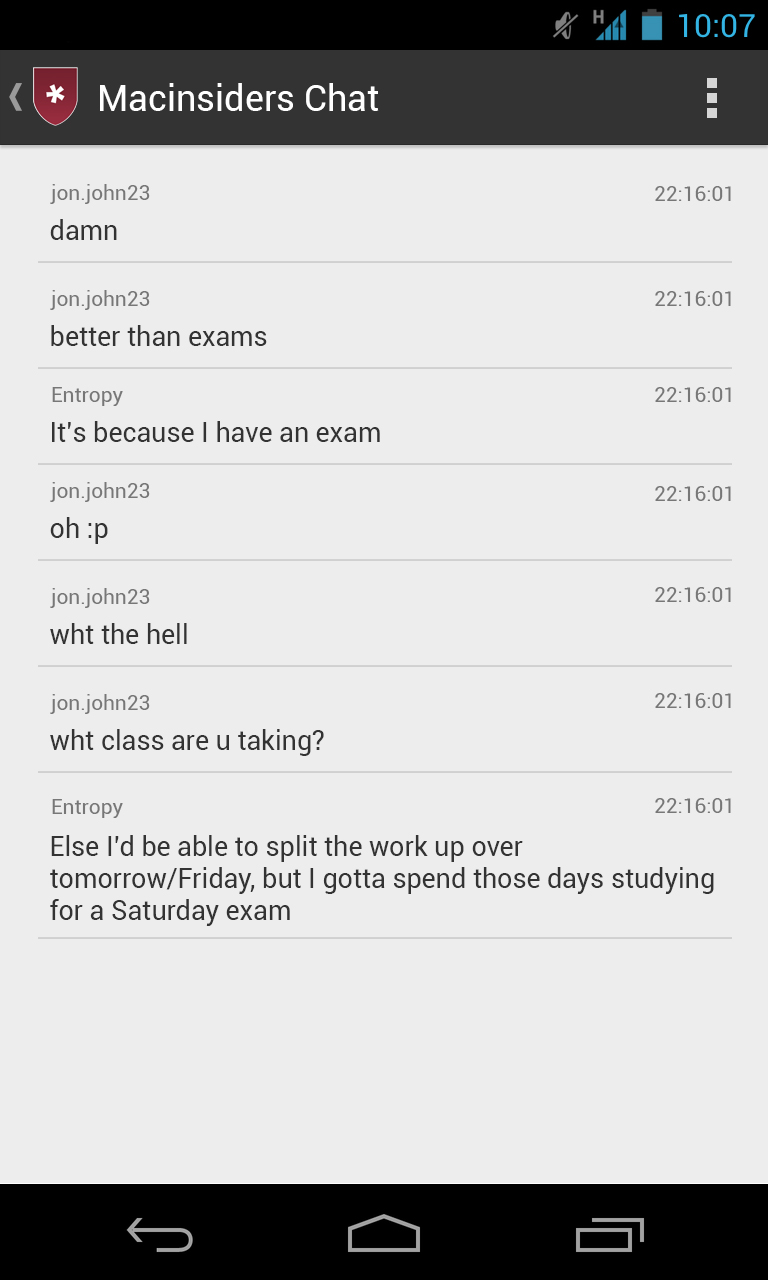 H 10:07
Macinsiders Chat
jon.john23 22:16:01
damn
jon.john23 22:16:01
better than exams
Entropy 22:16:01
It's because I have an exam
jon.john23 22:16:01
oh :p
jon.john23 22:16:01
wht the hell
jon.john23 22:16:01
wht class are u taking?
Entropy 22:16:01
Else I'd be able to split the work up over
tomorrow/Friday, but I gotta spend those days studying
for a Saturday exam